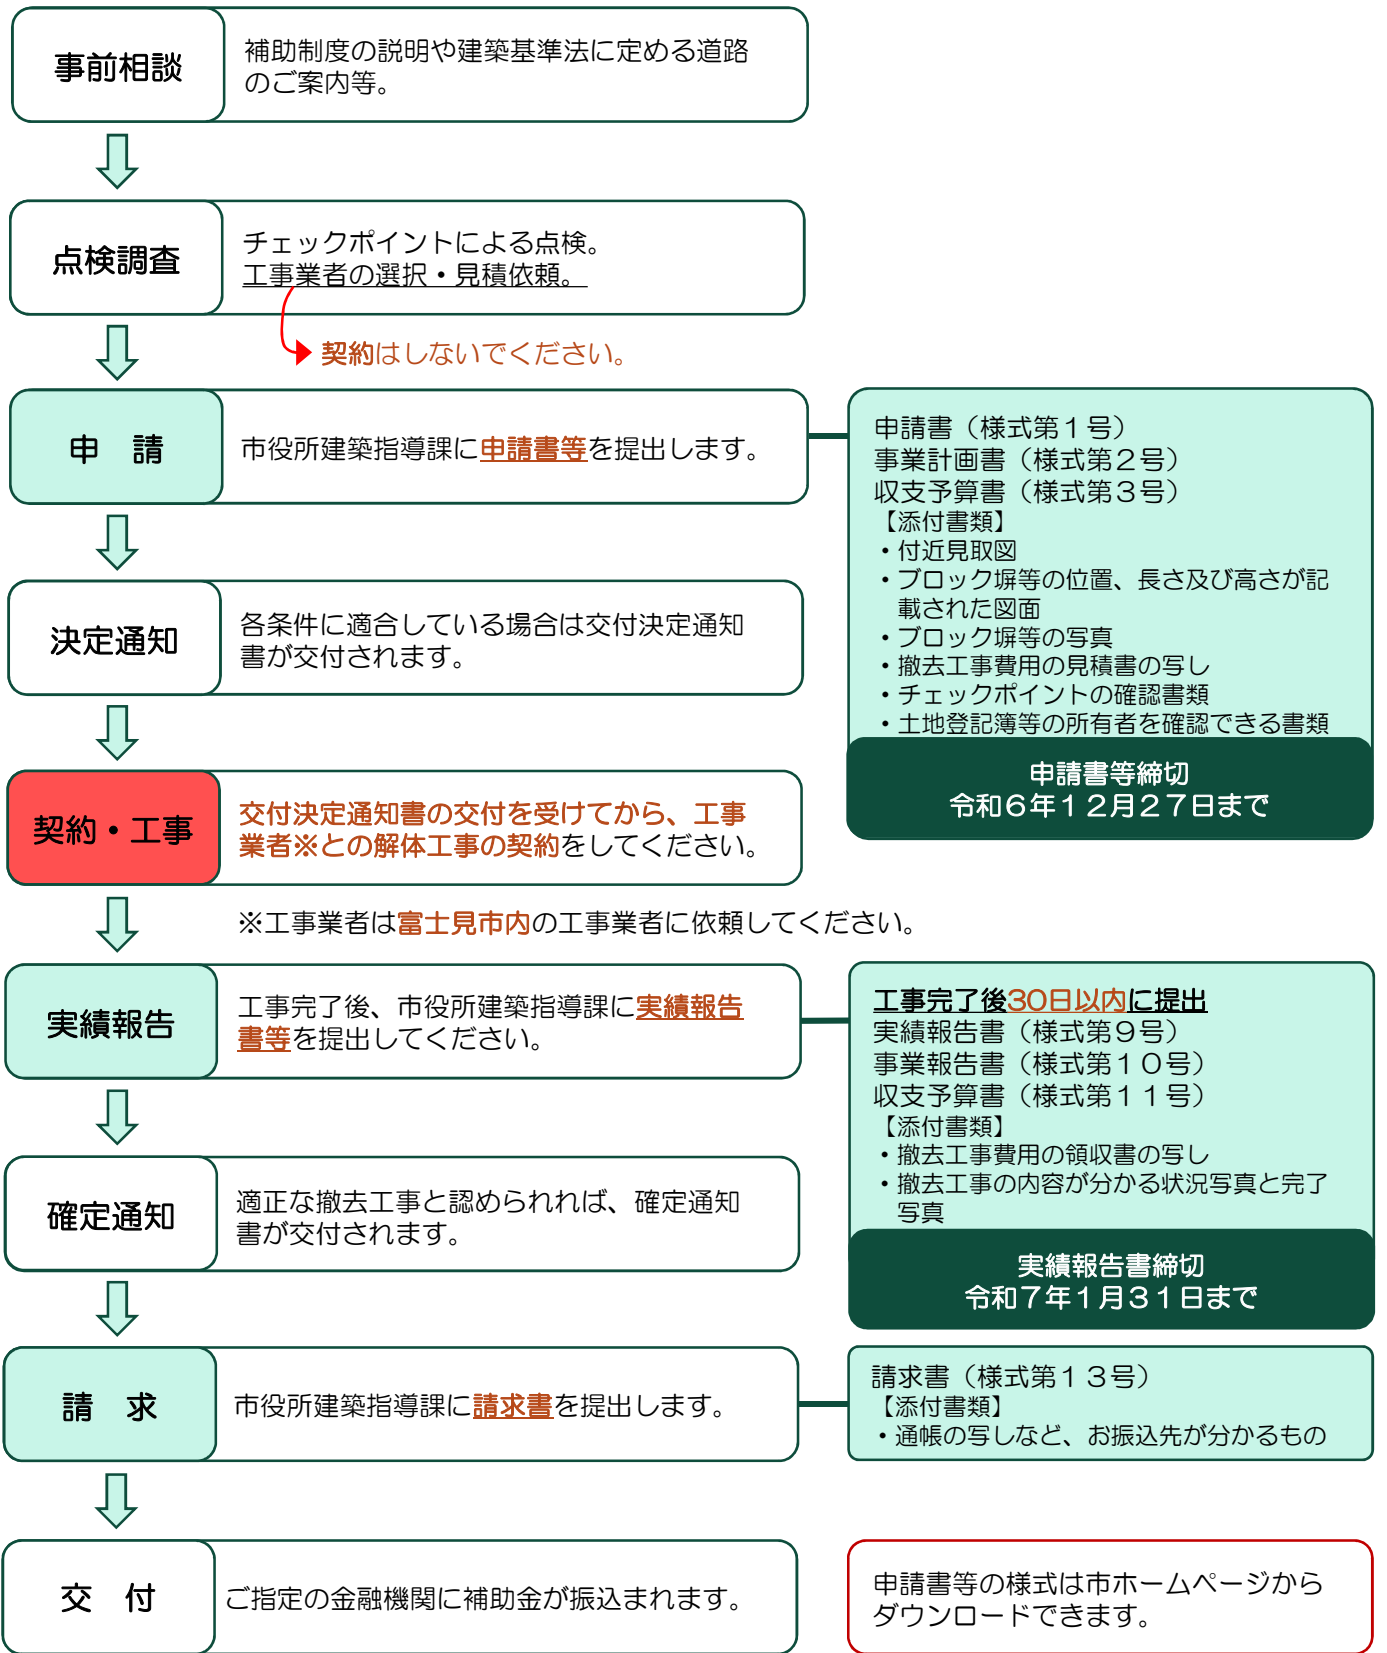 事前相談
補助制度の説明や建築基準法に定める道路
のご案内等。
点検調査
チェックポイントによる点検。
工事業者の選択・見積依頼。
契約はしないでください。
申　請
市役所建築指導課に申請書等を提出します。
申請書（様式第１号）
事業計画書（様式第２号）
収支予算書（様式第３号）
【添付書類】
・付近見取図
・ブロック塀等の位置、長さ及び高さが記
載された図面
・ブロック塀等の写真
・撤去工事費用の見積書の写し
・チェックポイントの確認書類
・土地登記簿等の所有者を確認できる書類
申請書等締切
令和６年１２月２７日まで
決定通知
各条件に適合している場合は交付決定通知
書が交付されます。
契約・工事
交付決定通知書の交付を受けてから、工事
業者※との解体工事の契約をしてください。
※工事業者は富士見市内の工事業者に依頼してください。
実績報告
工事完了後、市役所建築指導課に実績報告
書等を提出してください。
工事完了後30日以内に提出
実績報告書（様式第９号）
事業報告書（様式第１０号）
収支予算書（様式第１１号）
【添付書類】
・撤去工事費用の領収書の写し
・撤去工事の内容が分かる状況写真と完了
写真
実績報告書締切
令和７年１月３１日まで
確定通知
適正な撤去工事と認められれば、確定通知
書が交付されます。
請　求
市役所建築指導課に請求書を提出します。
請求書（様式第１３号）
【添付書類】
・通帳の写しなど、お振込先が分かるもの
交　付
ご指定の金融機関に補助金が振込まれます。
申請書等の様式は市ホームページから
ダウンロードできます。